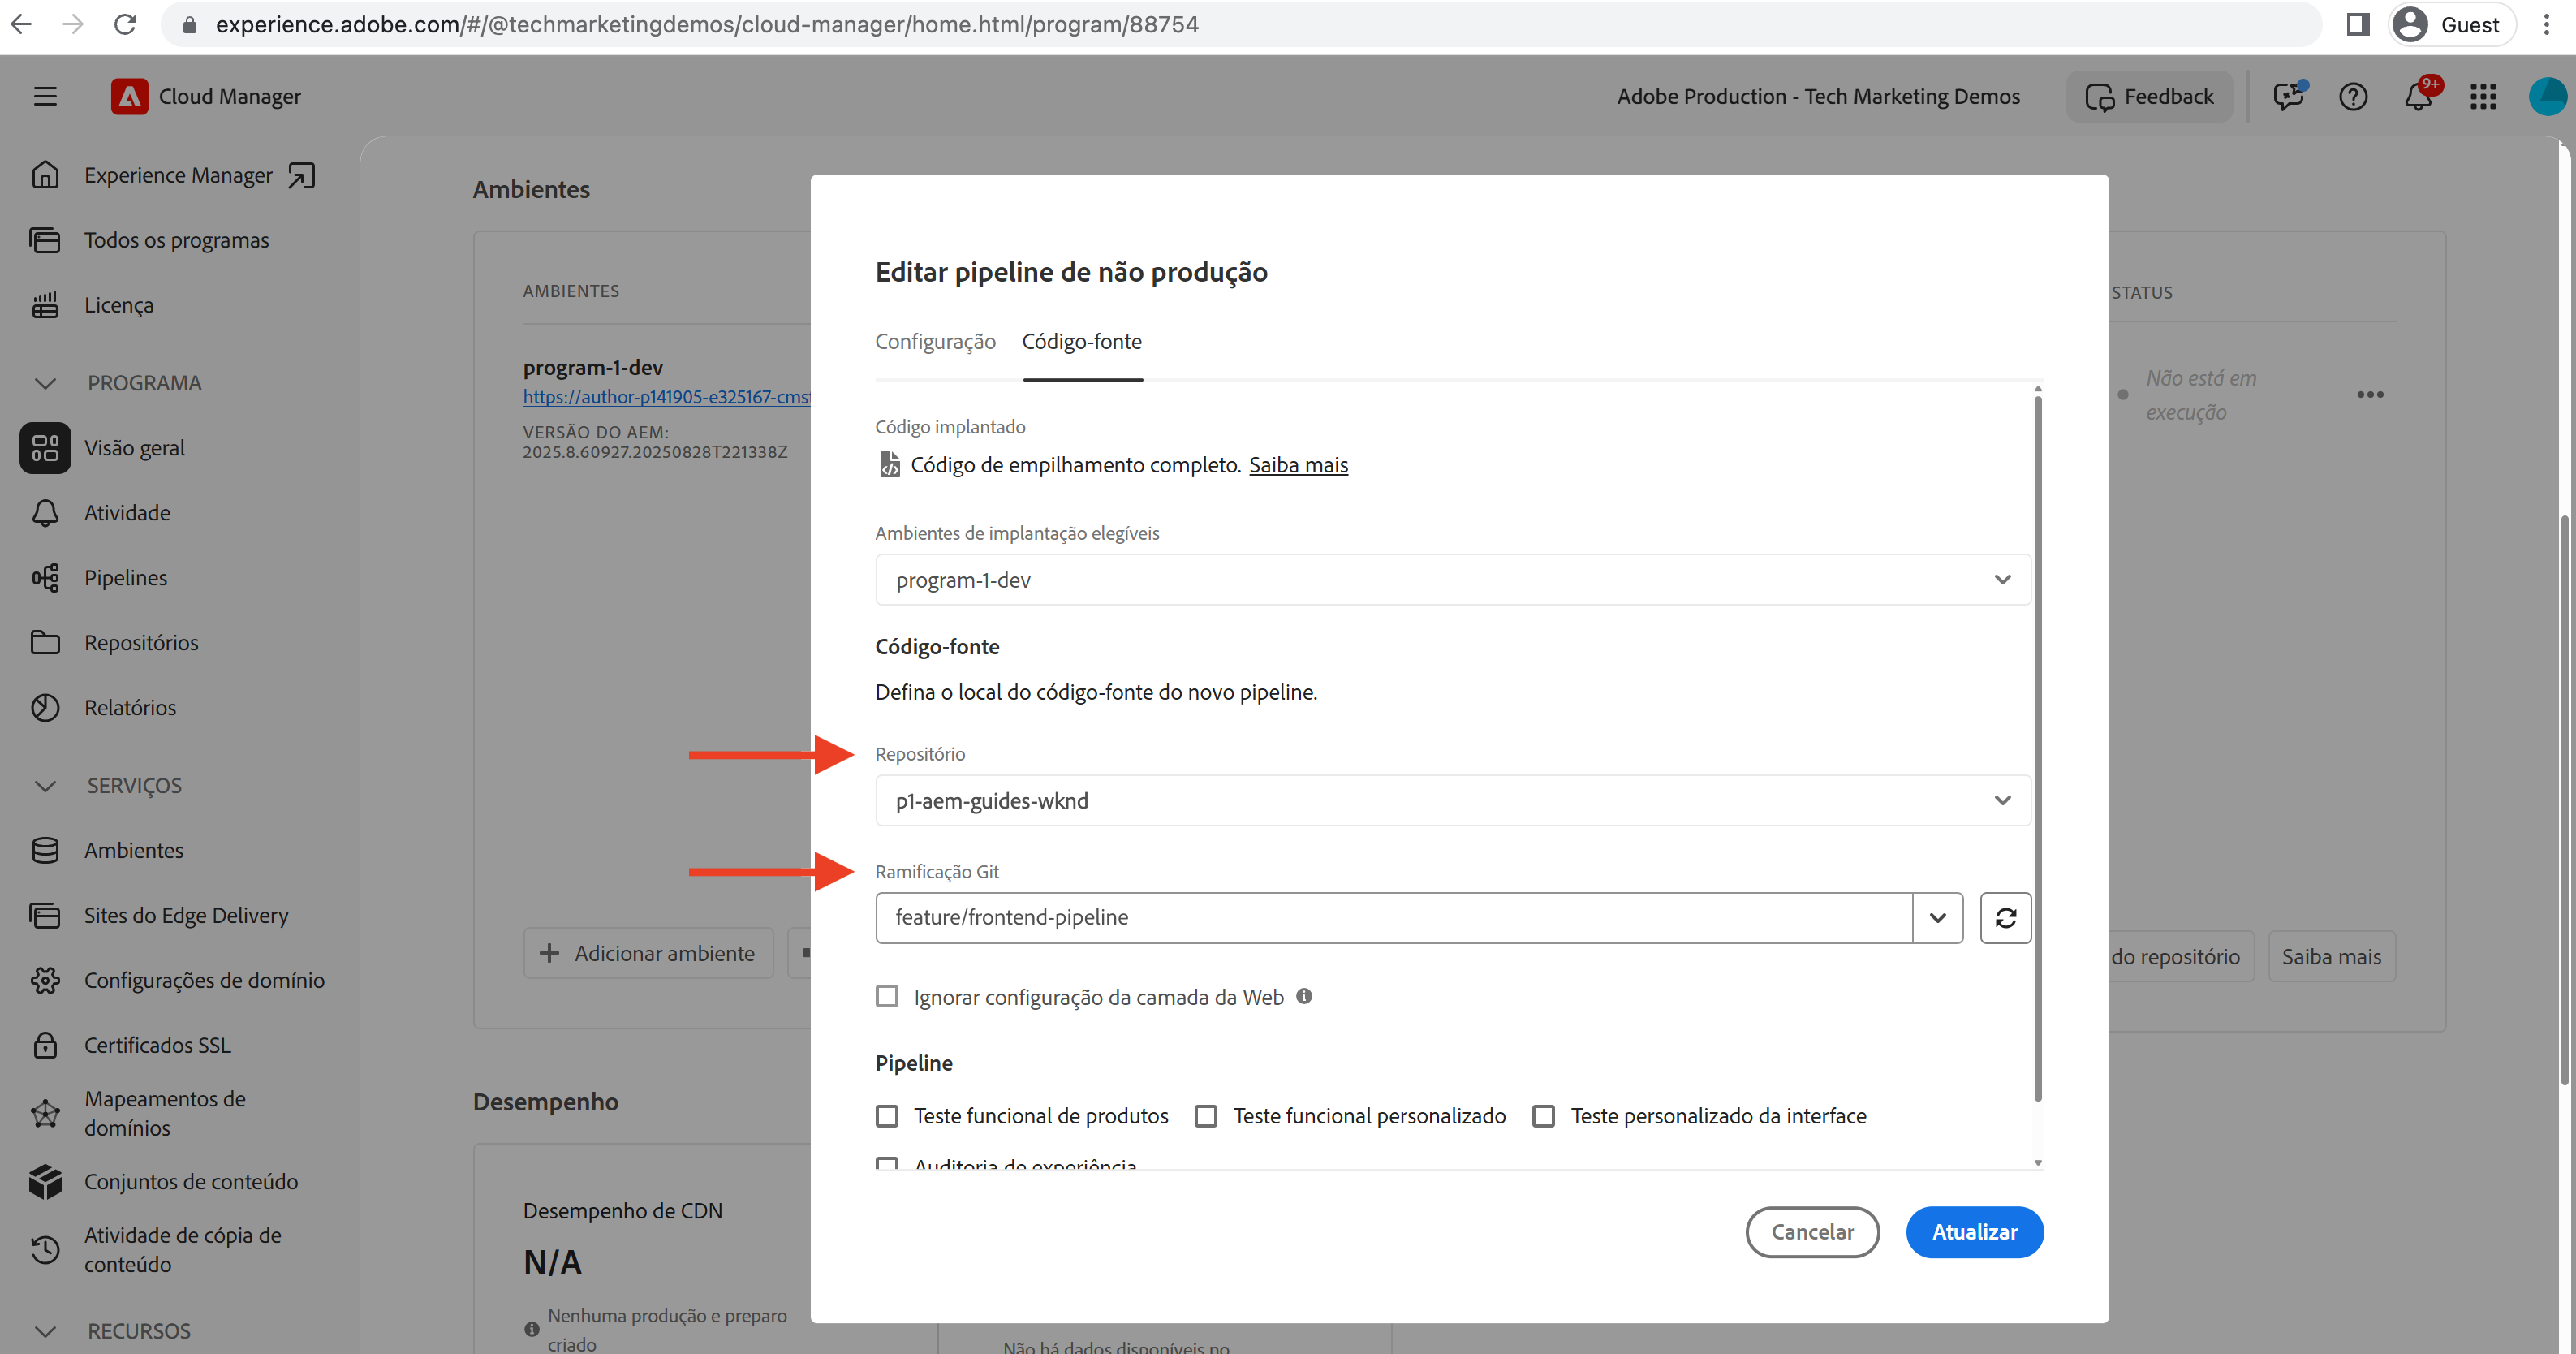 experience.adobe.com/#/@techmarketingdemos/cloud-manager/home.html/program/88754
Guest
Cloud Manager
Adobe Production - Tech Marketing Demos
Feedback
9+
Experience Manager
Todos os programas
Licença
PROGRAMA
Visão geral
Atividade
Pipelines
Repositórios
Relatórios
SERVIÇOS
Ambientes
Sites do Edge Delivery
Configurações de domínio
Certificados SSL
Mapeamentos de
domínios
Conjuntos de conteúdo
Atividade de cópia de
conteúdo
RECURSOS
Ambientes
AMBIENTES
program-1-dev
https://author-p141905-e325167-cms
VERSÃO DO AEM:
2025.8.60927.20250828T221338Z
Adicionar ambiente
Desempenho
Desempenho de CDN
N/A
Nenhuma produção e preparo
criado
Não há dados disponíveis no
Editar pipeline de não produção
Configuração
Código-fonte
Código implantado
Código de empilhamento completo. Saiba mais
Ambientes de implantação elegíveis
program-1-dev
Código-fonte
Defina o local do código-fonte do novo pipeline.
Repositório
p1-aem-guides-wknd
Ramificação Git
feature/frontend-pipeline
Ignorar configuração da camada da Web
Pipeline
Teste funcional de produtos
Teste funcional personalizado
Teste personalizado da interface
Auditoria de experiência
Cancelar
Atualizar
STATUS
Não está em
execução
do repositório
Saiba mais